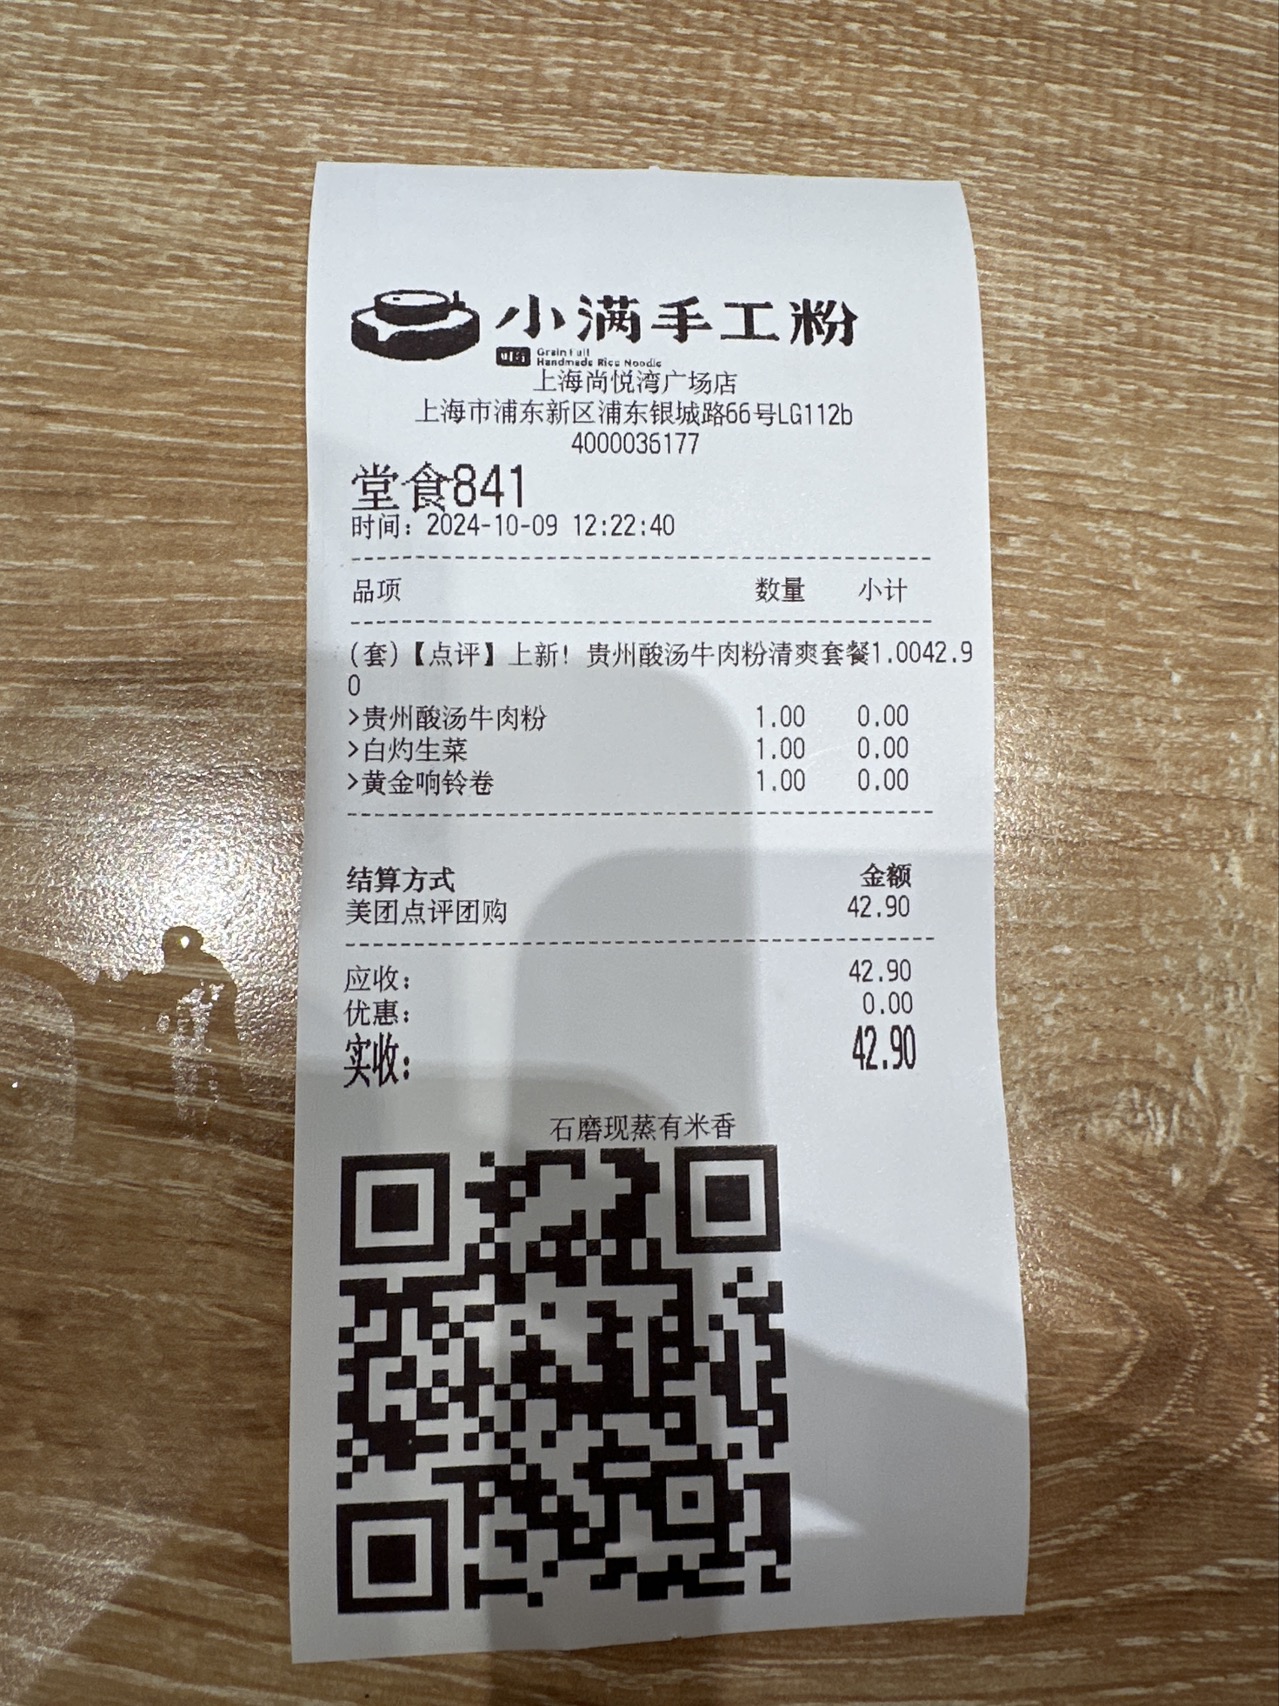 小满手工粉
Grain Full
Handmade Rice Noodle
上海尚悦湾广场店
上海市浦东新区浦东银城路66号LG112b
4000036177
堂食841
时间：2024-10-09 12:22:40
品项 数量 小计
(套)【点评】上新！贵州酸汤牛肉粉清爽套餐1.0042.9
0
>贵州酸汤牛肉粉 1.00 0.00
>白灼生菜 1.00 0.00
>黄金响铃卷 1.00 0.00
结算方式 金额
美团点评团购 42.90
应收： 42.90
优惠： 0.00
实收： 42.90
石磨现蒸有米香